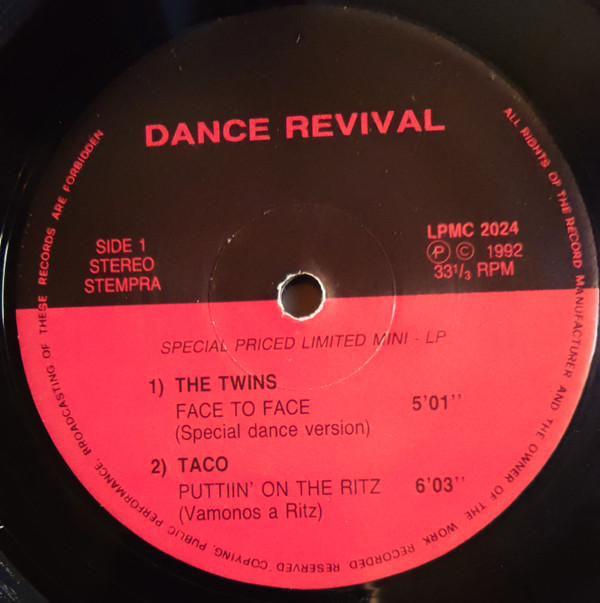 DANCE REVIVAL
SIDE 1
STEREO
STEMPRA
LPMC 2024
Ⓟ © 1992
33 1/3 RPM
SPECIAL PRICED LIMITED MINI - LP
1) THE TWINS
FACE TO FACE 5'01''
(Special dance version)
2) TACO
PUTTIIN' ON THE RITZ 6'03''
(Vamonos a Ritz)
ALL RIGHTS OF THE RECORD MANUFACTURER AND THE OWNER OF THE WORK RECORDED RESERVED COPYING, PUBLIC PERFORMANCE, BROADCASTING OF THESE RECORDS ARE FORBIDDEN